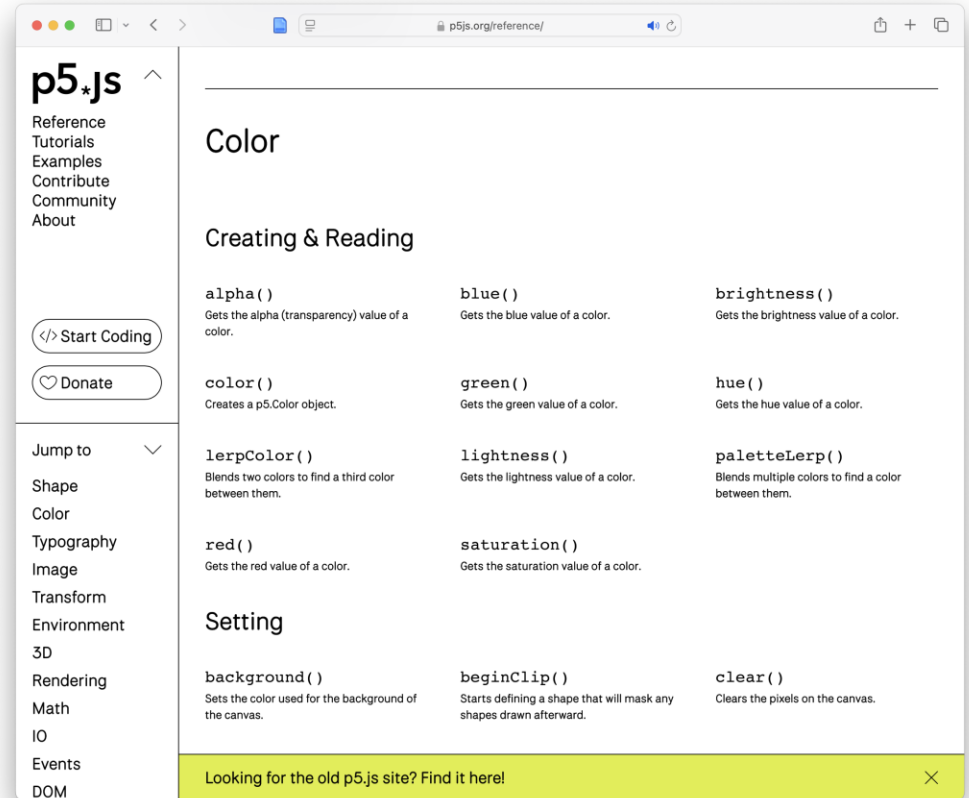 p5js.org/reference/
p5*JS
Reference
Tutorials
Examples
Contribute
Community
About
</> Start Coding
Donate
Jump to
Shape
Color
Typography
Image
Transform
Environment
3D
Rendering
Math
IO
Events
DOM
Color
Creating & Reading
alpha()
Gets the alpha (transparency) value of a
color.
blue()
Gets the blue value of a color.
brightness()
Gets the brightness value of a color.
color()
Creates a p5.Color object.
green()
Gets the green value of a color.
hue()
Gets the hue value of a color.
lerpColor()
Blends two colors to find a third color
between them.
lightness()
Gets the lightness value of a color.
paletteLerp()
Blends multiple colors to find a color
between them.
red()
Gets the red value of a color.
saturation()
Gets the saturation value of a color.
Setting
background()
Sets the color used for the background of
the canvas.
beginClip()
Starts defining a shape that will mask any
shapes drawn afterward.
clear()
Clears the pixels on the canvas.
Looking for the old p5.js site? Find it here!